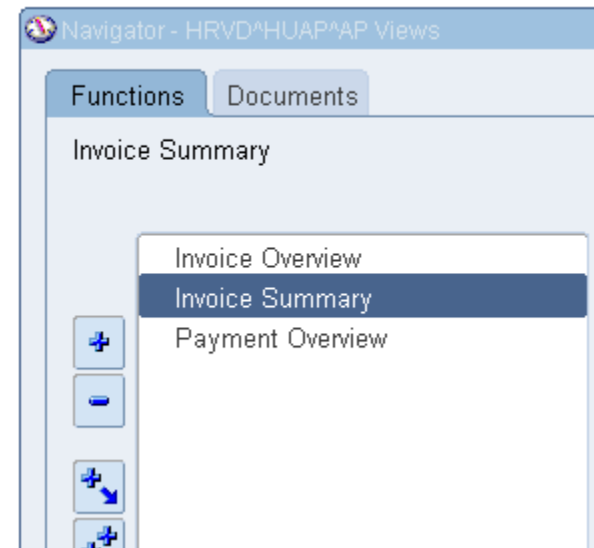 Navigator - HRVD^HUAP^AP Views
Functions
Documents
Invoice Summary
Invoice Overview
Invoice Summary
Payment Overview